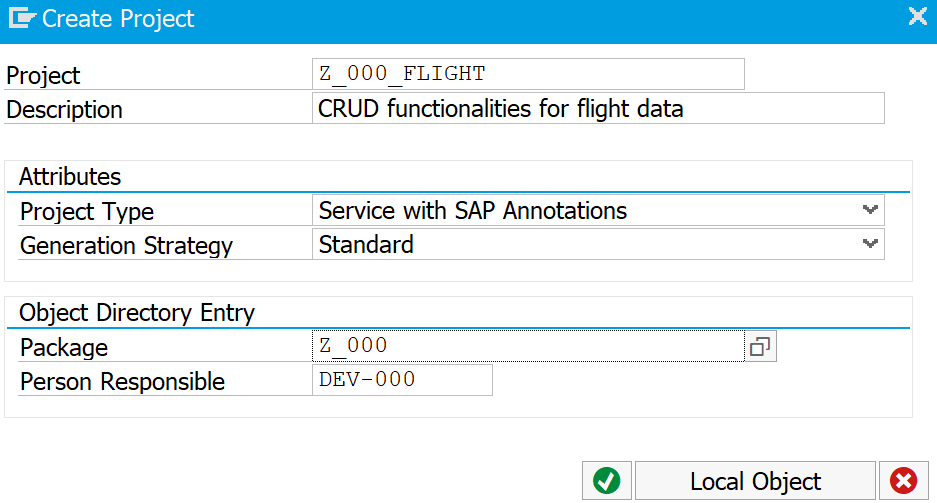 Create Project
Project Z_000_FLIGHT
Description CRUD functionalities for flight data
Attributes
Project Type Service with SAP Annotations
Generation Strategy Standard
Object Directory Entry
Package Z_000
Person Responsible DEV-000
Local Object